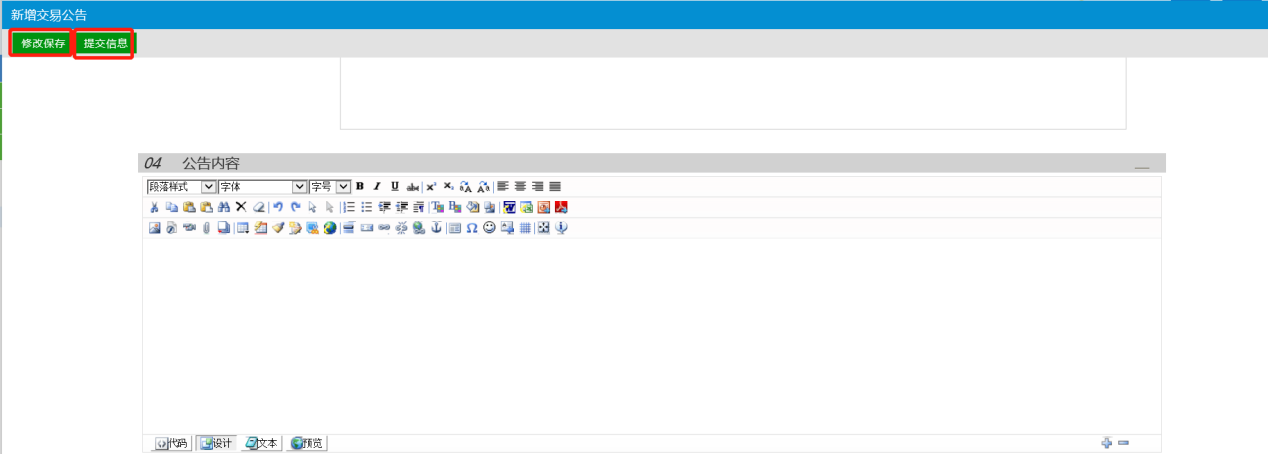 新增交易公告
修改保存 提交信息
04 公告内容
段落样式 字体 字号 B I U abc
代码 设计 文本 预览